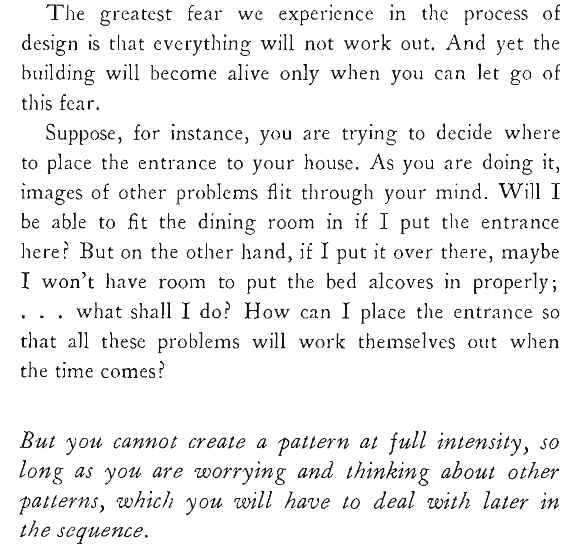 The greatest fear we experience in the process of
design is that everything will not work out. And yet the
building will become alive only when you can let go of
this fear.
Suppose, for instance, you are trying to decide where
to place the entrance to your house. As you are doing it,
images of other problems flit through your mind. Will I
be able to fit the dining room in if I put the entrance
here? But on the other hand, if I put it over there, maybe
I won't have room to put the bed alcoves in properly;
. . . what shall I do? How can I place the entrance so
that all these problems will work themselves out when
the time comes?
But you cannot create a pattern at full intensity, so
long as you are worrying and thinking about other
patterns, which you will have to deal with later in
the sequence.